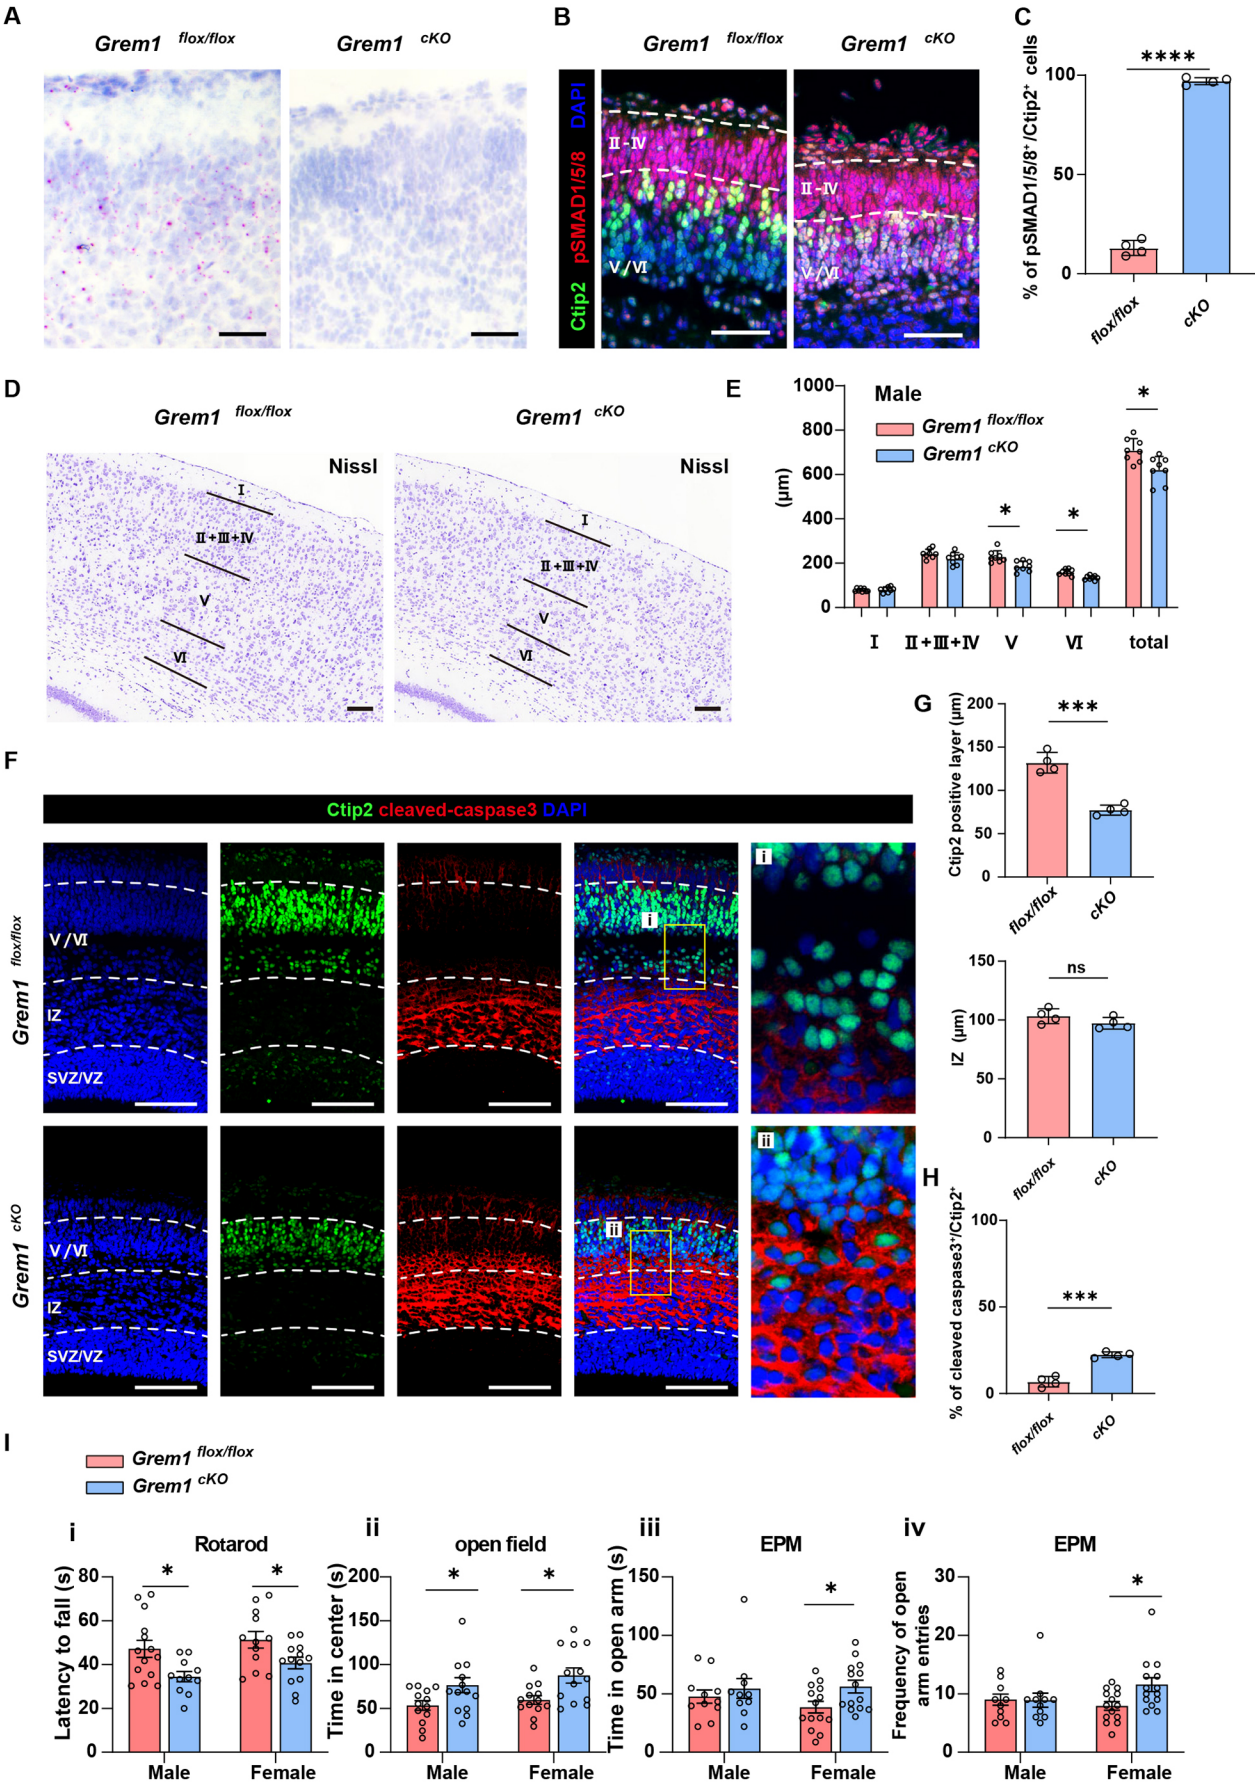 A
Grem1 flox/flox
Grem1 cKO
B
Grem1 flox/flox
Grem1 cKO
Ctip2 pSMAD1/5/8 DAPI
Ⅱ-Ⅳ
Ⅴ/Ⅵ
Ⅱ-Ⅳ
Ⅴ/Ⅵ
C
% of pSMAD1/5/8+/Ctip2+ cells
****
100
50
0
flox/flox
cKO
D
Grem1 flox/flox
Grem1 cKO
Nissl
Ⅰ
Ⅱ+Ⅲ+Ⅳ
Ⅴ
Ⅵ
Nissl
Ⅰ
Ⅱ+Ⅲ+Ⅳ
Ⅴ
Ⅵ
E
Male
Grem1 flox/flox
Grem1 cKO
(μm)
1000
800
600
400
200
0
*
*
*
Ⅰ
Ⅱ+Ⅲ+Ⅳ
Ⅴ
Ⅵ
total
F
Ctip2 cleaved-caspase3 DAPI
Grem1 flox/flox
Ⅴ/Ⅵ
IZ
SVZ/VZ
i
i
Grem1 cKO
Ⅴ/Ⅵ
IZ
SVZ/VZ
ii
ii
G
Ctip2 positive layer (μm)
200
150
100
50
0
***
flox/flox
cKO
IZ (μm)
150
100
50
0
ns
flox/flox
cKO
H
% of cleaved caspase3+/Ctip2+
100
50
0
***
flox/flox
cKO
I
Grem1 flox/flox
Grem1 cKO
i
Rotarod
Latency to fall (s)
80
60
40
20
0
*
*
Male
Female
ii
open field
Time in center (s)
200
150
100
50
0
*
*
Male
Female
iii
EPM
Time in open arm (s)
150
100
50
0
*
Male
Female
iv
EPM
Frequency of open
arm entries
30
20
10
0
*
Male
Female